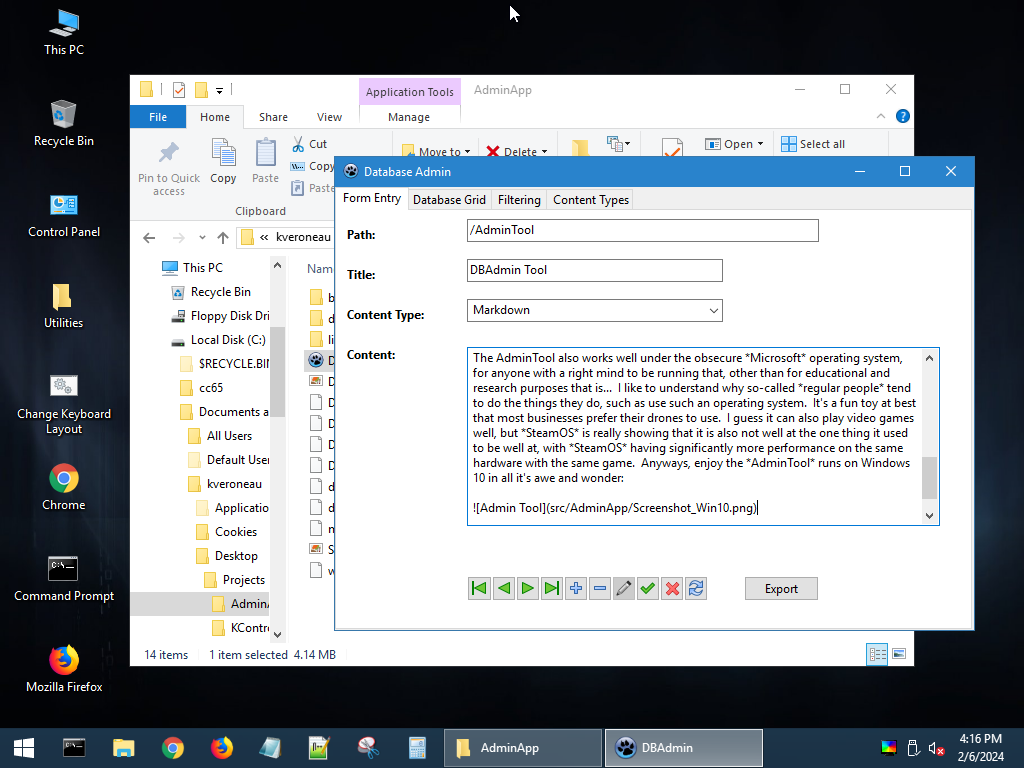 This PC
Recycle Bin
Control Panel
Utilities
Change Keyboard
Layout
Chrome
Command Prompt
Mozilla Firefox
Application Tools
AdminApp
File
Home
Share
View
Manage
Pin to Quick
access
Copy
Paste
Cut
Copy
Paste
Clipboard
Move to
Delete
Open
Select all
« kveroneau
This PC
Recycle Bin
Floppy Disk Dri
Local Disk (C:)
$RECYCLE.BIN
cc65
Documents a
All Users
Default User
kveroneau
Applicatio
Cookies
Desktop
Projects
AdminA
KContr
Nam
14 items
1 item selected 4.14 MB
Database Admin
Form Entry
Database Grid
Filtering
Content Types
Path:
/AdminTool
Title:
DBAdmin Tool
Content Type:
Markdown
Content:
The AdminTool also works well under the obsecure *Microsoft* operating system,
for anyone with a right mind to be running that, other than for educational and
research purposes that is... I like to understand why so-called *regular people* tend
to do the things they do, such as use such an operating system. It's a fun toy at best
that most businesses prefer their drones to use. I guess it can also play video games
well, but *SteamOS* is really showing that it is also not well at the one thing it used
to be well at, with *SteamOS* having significantly more performance on the same
hardware with the same game. Anyways, enjoy the *AdminTool* runs on Windows
10 in all it's awe and wonder:
![Admin Tool](src/AdminApp/Screenshot_Win10.png)
Export
AdminApp
DBAdmin
4:16 PM
2/6/2024